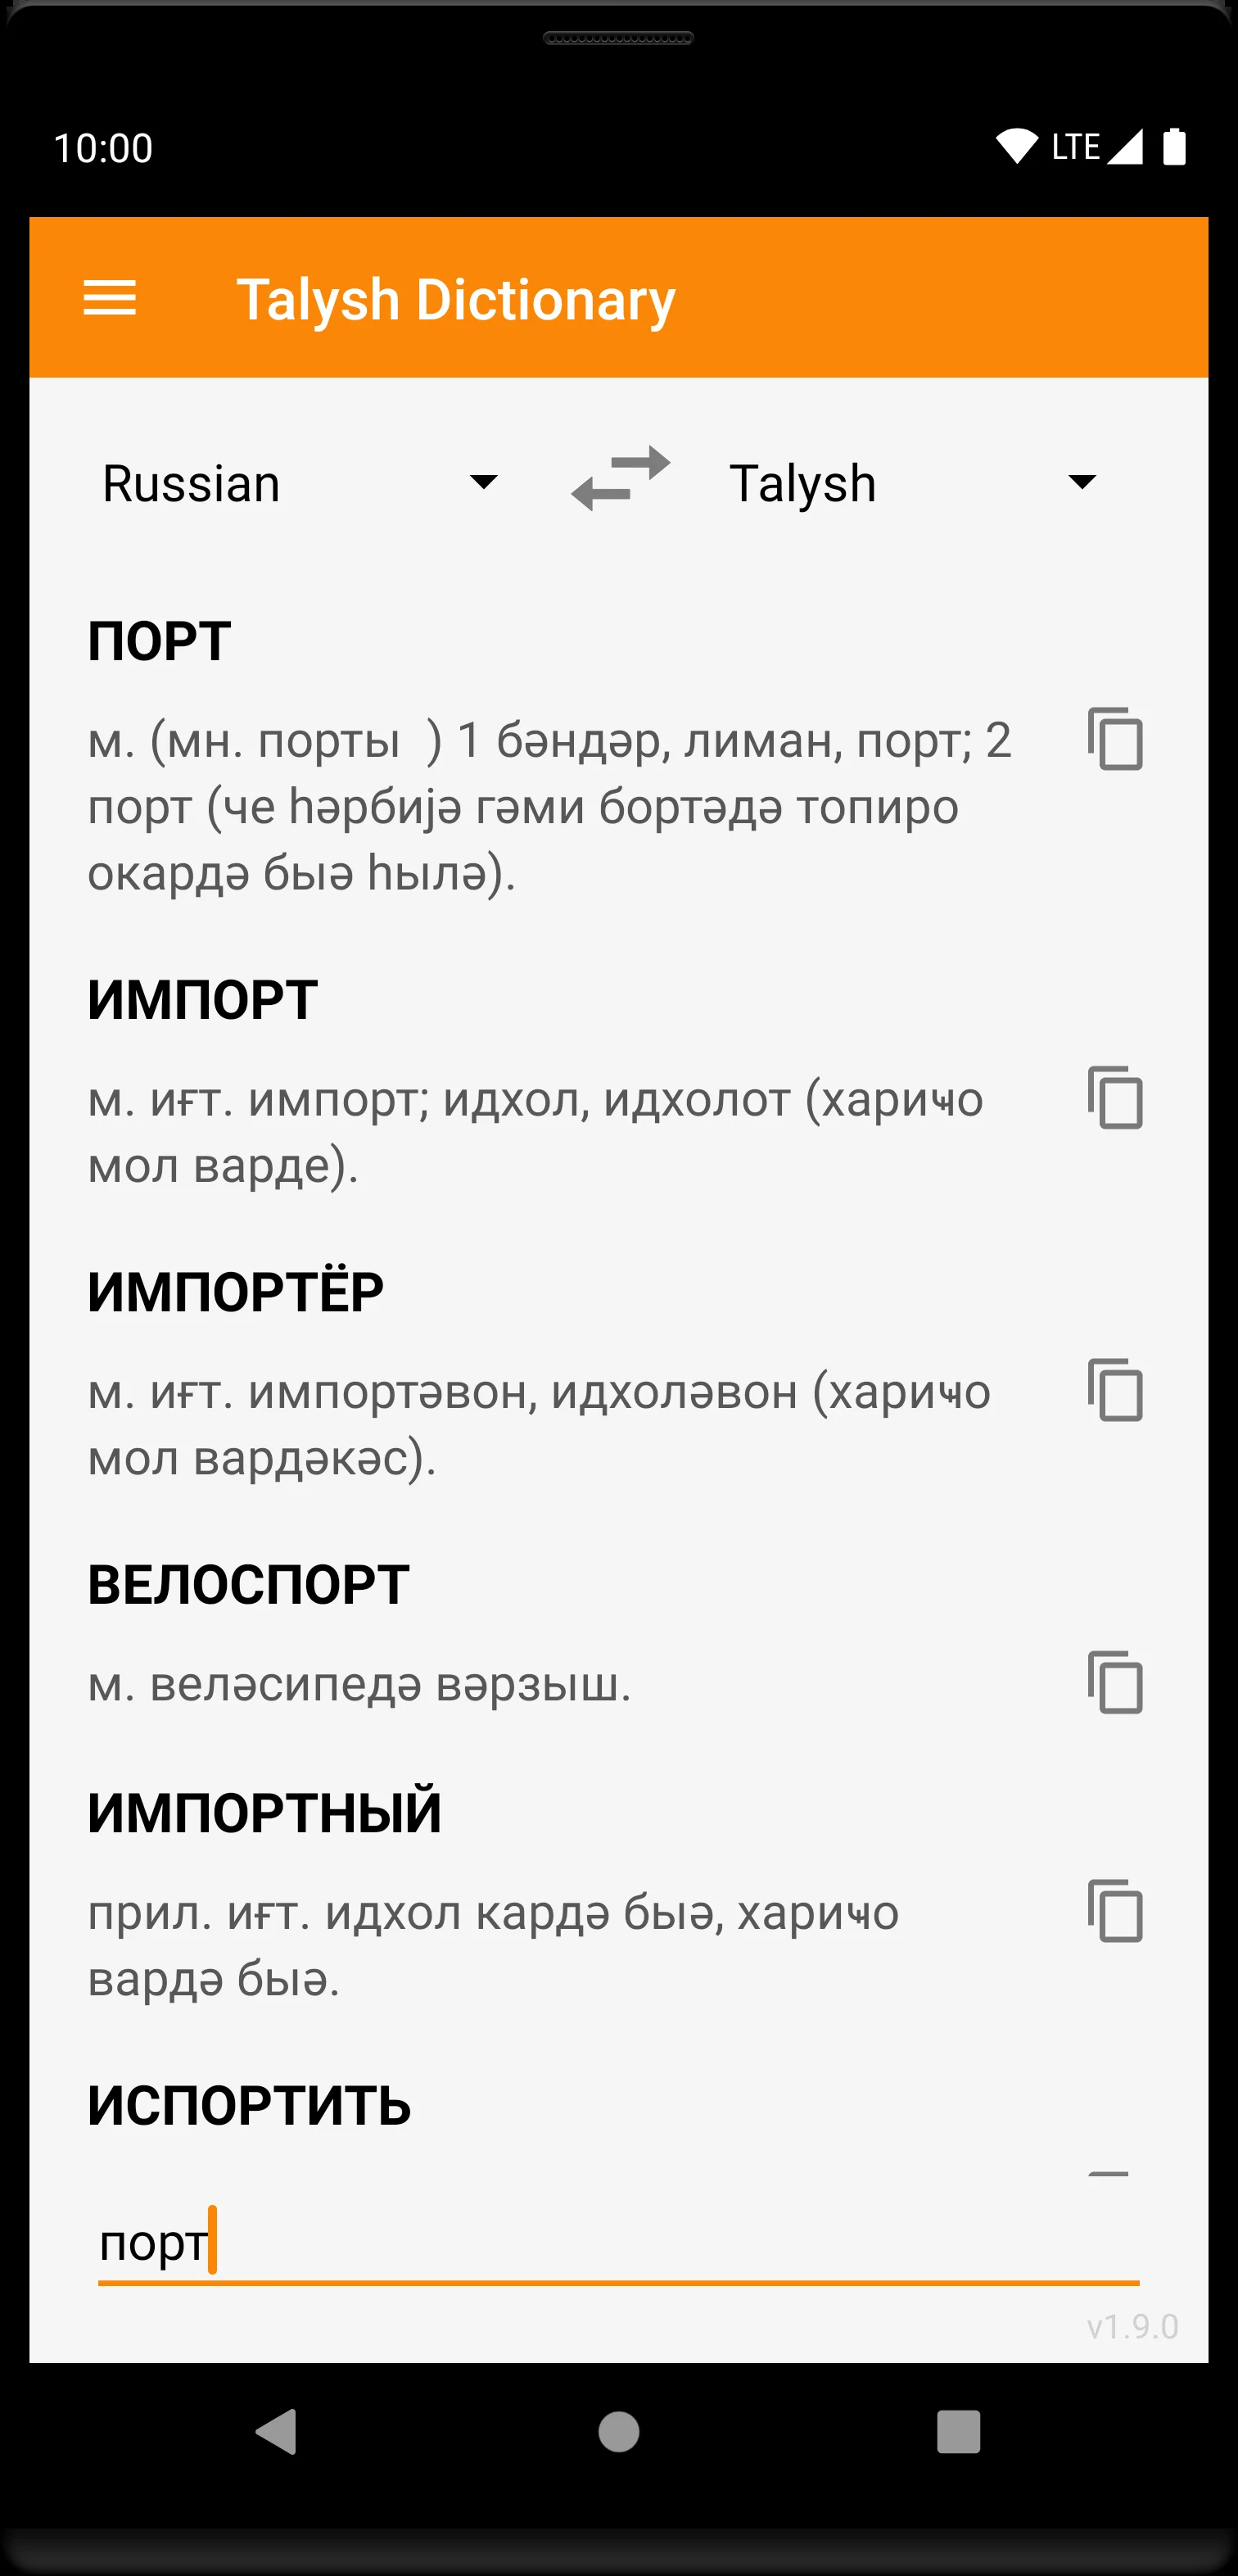 10:00 LTE
Talysh Dictionary
Russian Talysh
ПОРТ
м. (мн. порты ) 1 бәндәр, лиман, порт; 2
порт (че һәрбијә гәми бортәдә топиро
окардә быә һылә).
ИМПОРТ
м. иғт. импорт; идхол, идхолот (хариҹо
мол варде).
ИМПОРТЁР
м. иғт. импортәвон, идхоләвон (хариҹо
мол вардәкәс).
ВЕЛОСПОРТ
м. веләсипедә вәрзыш.
ИМПОРТНЫЙ
прил. иғт. идхол кардә быә, хариҹо
вардә быә.
ИСПОРТИТЬ
порт
v1.9.0